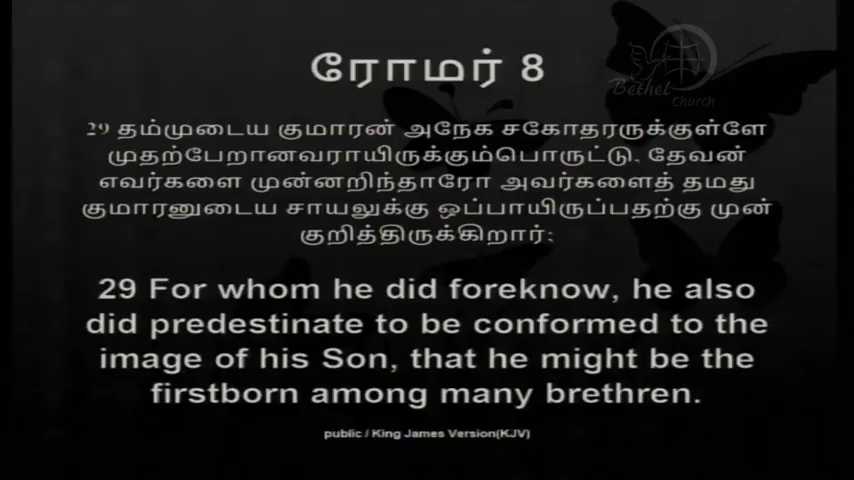 ரோமர் 8
Bethel
Church
29 தம்முடைய குமாரன் அநேக சகோதரருக்குள்ளே
முதற்பேறானவராயிருக்கும்பொருட்டு, தேவன்
எவர்களை முன்னறிந்தாரோ அவர்களைத் தமது
குமாரனுடைய சாயலுக்கு ஒப்பாயிருப்பதற்கு முன்
குறித்திருக்கிறார்;
29 For whom he did foreknow, he also
did predestinate to be conformed to the
image of his Son, that he might be the
firstborn among many brethren.
public / King James Version(KJV)